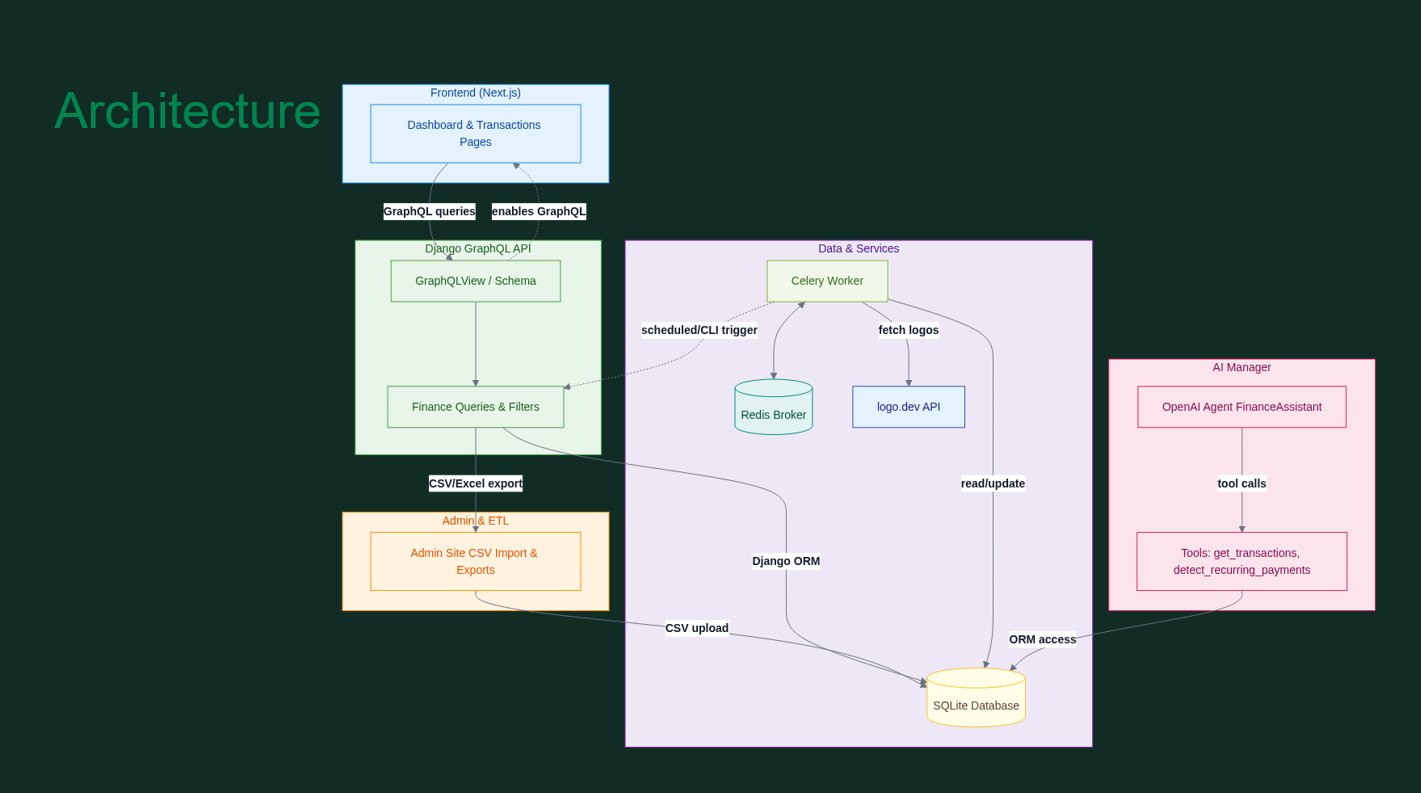 Architecture
Frontend (Next.js)
Dashboard & Transactions
Pages
GraphQL queries
enables GraphQL
Django GraphQL API
GraphQLView / Schema
Finance Queries & Filters
CSV/Excel export
Admin & ETL
Admin Site CSV Import &
Exports
Data & Services
Celery Worker
scheduled/CLI trigger
fetch logos
Redis Broker
logo.dev API
read/update
Django ORM
CSV upload
SQLite Database
AI Manager
OpenAI Agent FinanceAssistant
tool calls
Tools: get_transactions,
detect_recurring_payments
ORM access